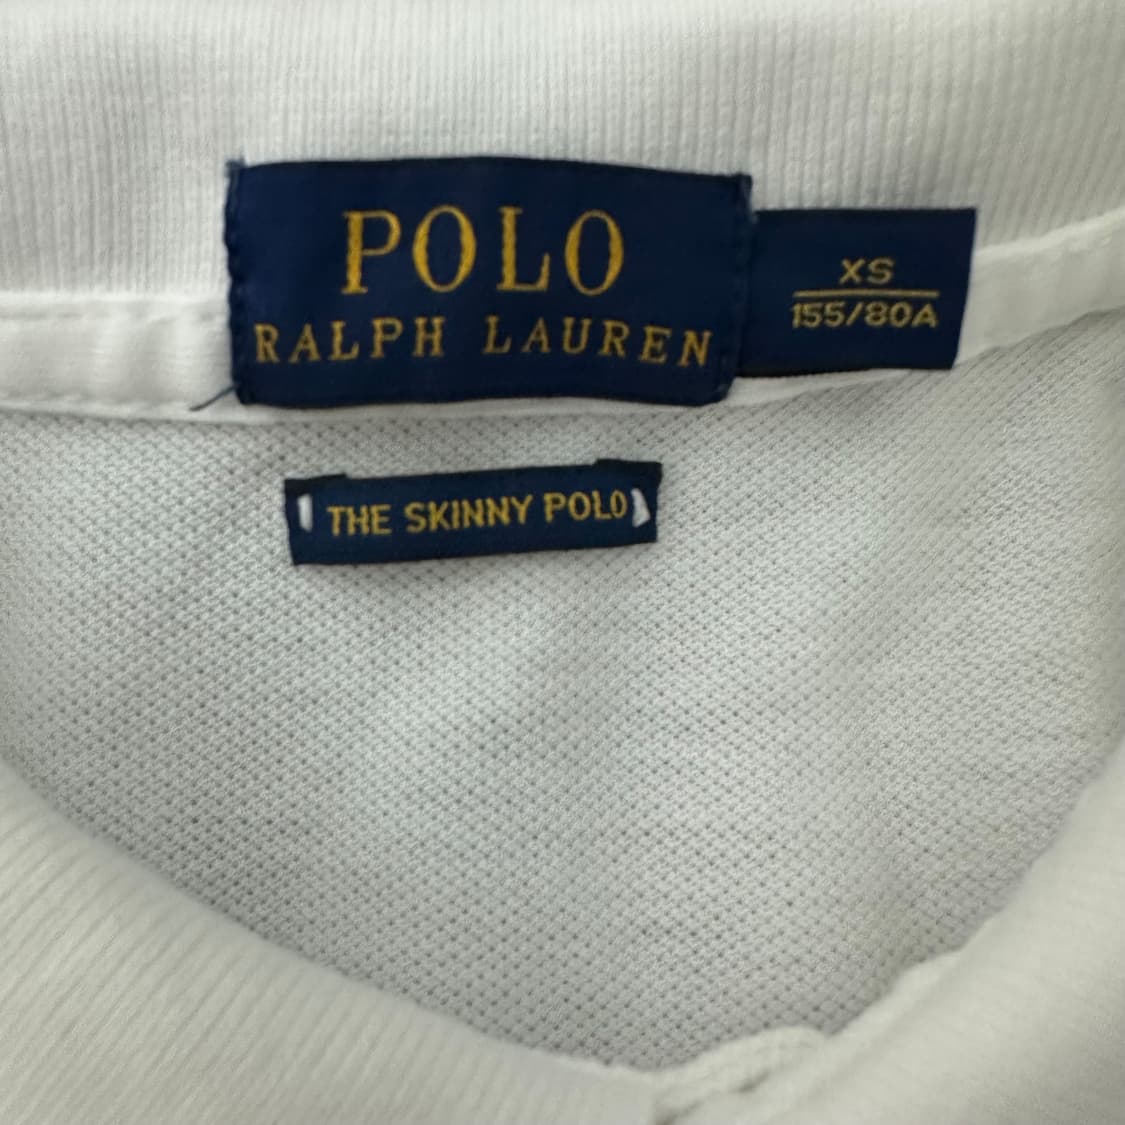 POLO
RALPH LAUREN
XS
155/80A
THE SKINNY POLO